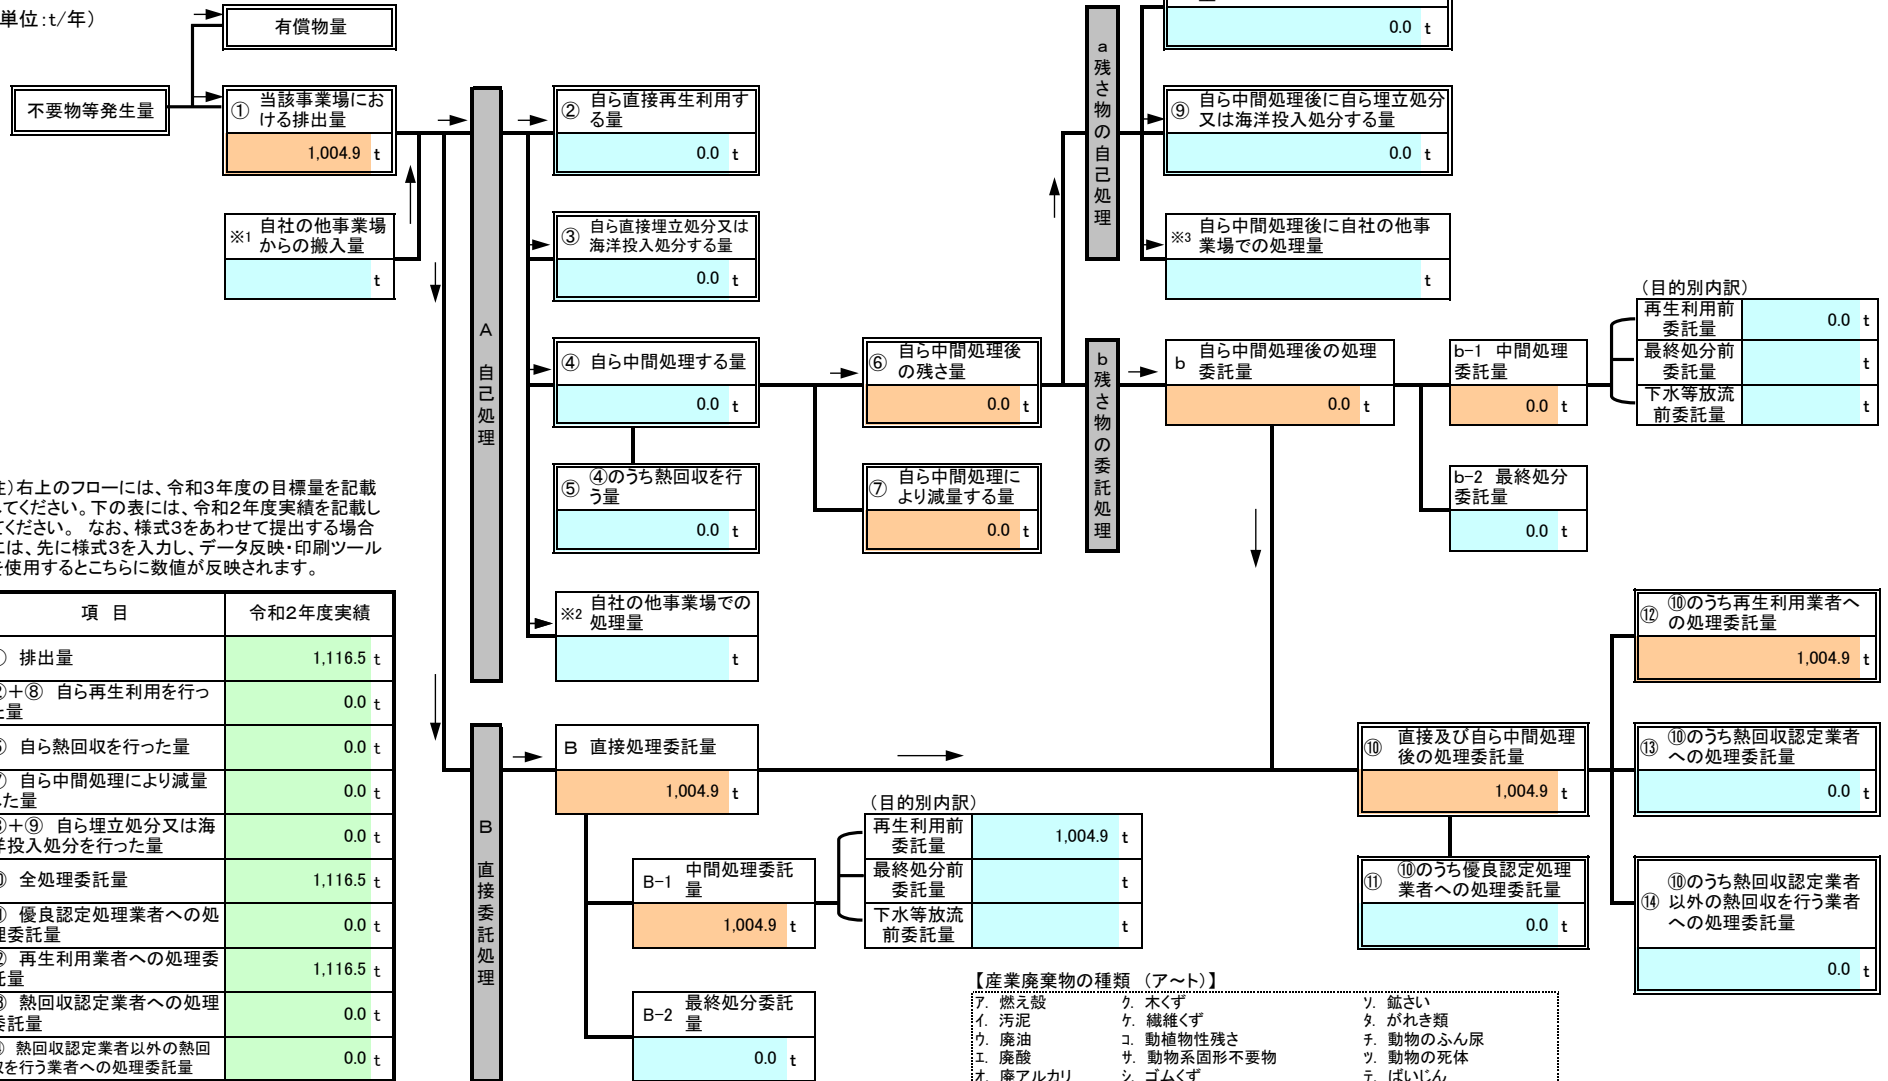 単位：t/年）
有償物量
不要物等発生量
① 当該事業場にお
ける排出量
1,004.9 t
※1 自社の他事業場
からの搬入量
t
A 自己処理
② 自ら直接再生利用す
る量
0.0 t
③ 自ら直接埋立処分又は
海洋投入処分する量
0.0 t
④ 自ら中間処理する量
0.0 t
⑤ ④のうち熱回収を行
う量
0.0 t
※2 自社の他事業場での
処理量
t
⑥ 自ら中間処理後
の残さ量
0.0 t
⑦ 自ら中間処理に
より減量する量
0.0 t
a 残さ物の自己処理
0.0 t
⑨ 自ら中間処理後に自ら埋立処分
又は海洋投入処分する量
0.0 t
※3 自ら中間処理後に自社の他事
業場での処理量
t
b 残さ物の委託処理
b 自ら中間処理後の処理
委託量
0.0 t
b-1 中間処理
委託量
0.0 t
b-2 最終処分
委託量
0.0 t
（目的別内訳）
再生利用前
委託量
0.0 t
最終処分前
委託量
t
下水等放流
前委託量
t
）右上のフローには、令和3年度の目標量を記載
してください。下の表には、令和2年度実績を記載し
てください。 なお、様式3をあわせて提出する場合
には、先に様式3を入力し、データ反映・印刷ツール
を使用するとこちらに数値が反映されます。
項 目 令和2年度実績
排出量 1,116.5 t
＋⑧ 自ら再生利用を行っ
た量 0.0 t
自ら熱回収を行った量 0.0 t
自ら中間処理により減量
した量 0.0 t
＋⑨ 自ら埋立処分又は海
洋投入処分を行った量 0.0 t
全処理委託量 1,116.5 t
優良認定処理業者への処
理委託量 0.0 t
再生利用業者への処理委
託量 1,116.5 t
熱回収認定業者への処理
委託量 0.0 t
熱回収認定業者以外の熱回
収を行う業者への処理委託量 0.0 t
B 直接委託処理
B 直接処理委託量
1,004.9 t
B-1 中間処理委託
量
1,004.9 t
B-2 最終処分委託
量
0.0 t
（目的別内訳）
再生利用前
委託量
1,004.9 t
最終処分前
委託量
t
下水等放流
前委託量
t
⑩ 直接及び自ら中間処理
後の処理委託量
1,004.9 t
⑪ ⑩のうち優良認定処理
業者への処理委託量
0.0 t
⑫ ⑩のうち再生利用業者へ
の処理委託量
1,004.9 t
⑬ ⑩のうち熱回収認定業者
への処理委託量
0.0 t
⑭ ⑩のうち熱回収認定業者
以外の熱回収を行う業者
への処理委託量
0.0 t
【産業廃棄物の種類 （ア～ト）】
ア. 燃え殻 ク. 木くず ソ. 鉱さい
イ. 汚泥 ケ. 繊維くず タ. がれき類
ウ. 廃油 コ. 動植物性残さ チ. 動物のふん尿
エ. 廃酸 サ. 動物系固形不要物 ツ. 動物の死体
オ. 廃アルカリ シ. ゴムくず テ. ばいじん